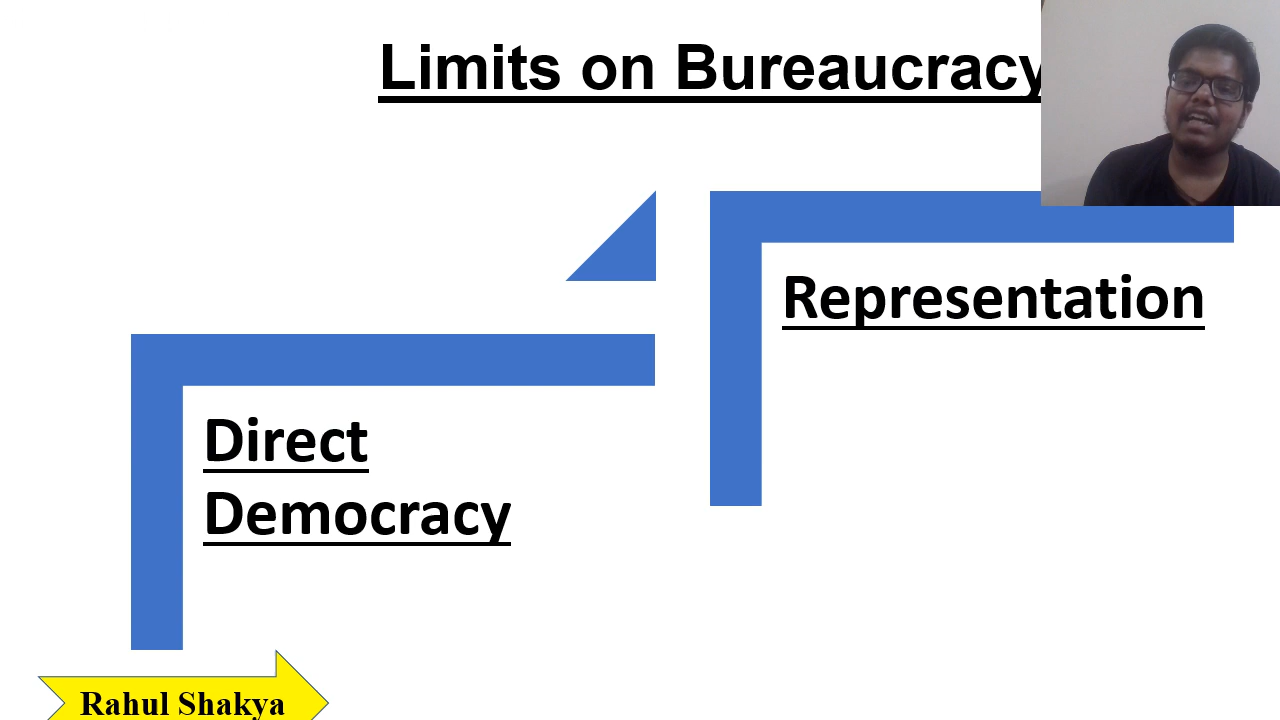 Limits on Bureaucracy
Representation
Direct
Democracy
Rahul Shakya